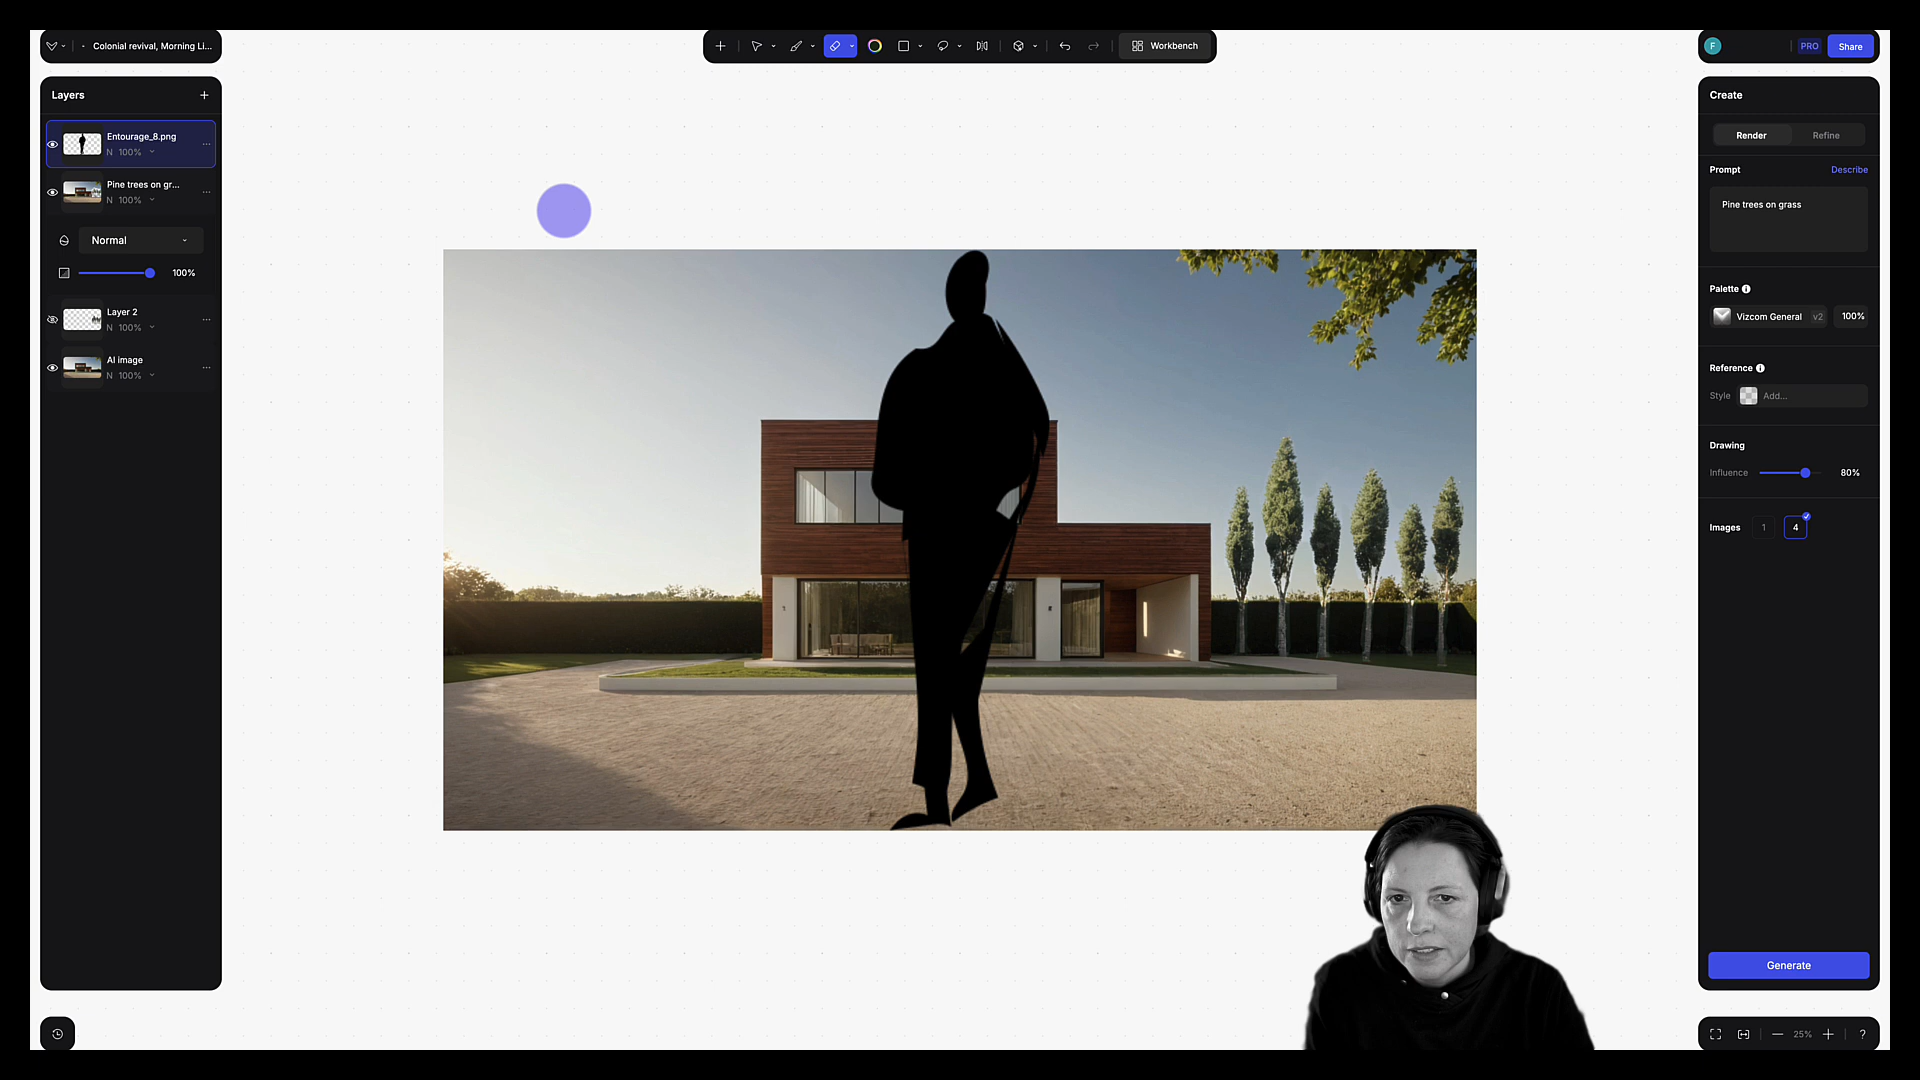 Colonial revival, Morning Li...
Workbench
F
PRO
Share
Layers
Entourage_8.png
N 100%
Pine trees on gr...
N 100%
Normal
100%
Layer 2
N 100%
AI image
N 100%
Create
Render
Refine
Prompt
Describe
Pine trees on grass
Palette
Vizcom General
v2
100%
Reference
Style
Add...
Drawing
Influence
80%
Images
1
4
Generate
25%
?